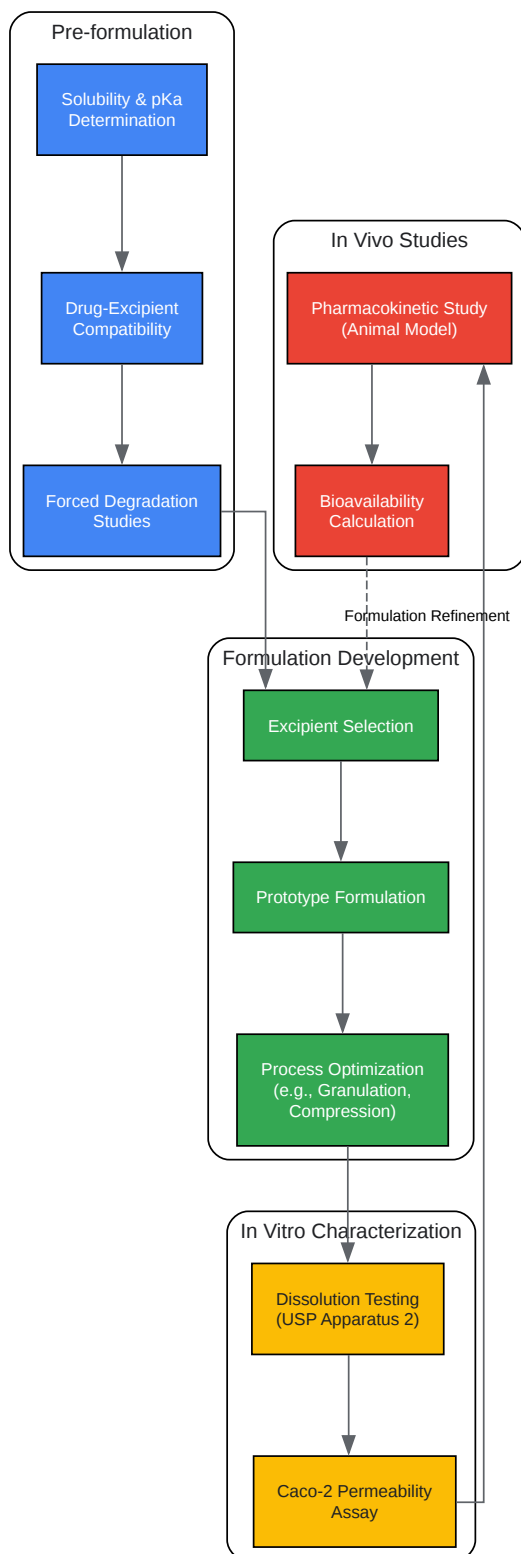 Pre-formulation
Solubility & pKa
Determination
Drug-Excipient
Compatibility
Forced Degradation
Studies
In Vivo Studies
Pharmacokinetic Study
(Animal Model)
Bioavailability
Calculation
Formulation Refinement
Formulation Development
Excipient Selection
Prototype Formulation
Process Optimization
(e.g., Granulation,
Compression)
In Vitro Characterization
Dissolution Testing
(USP Apparatus 2)
Caco-2 Permeability
Assay